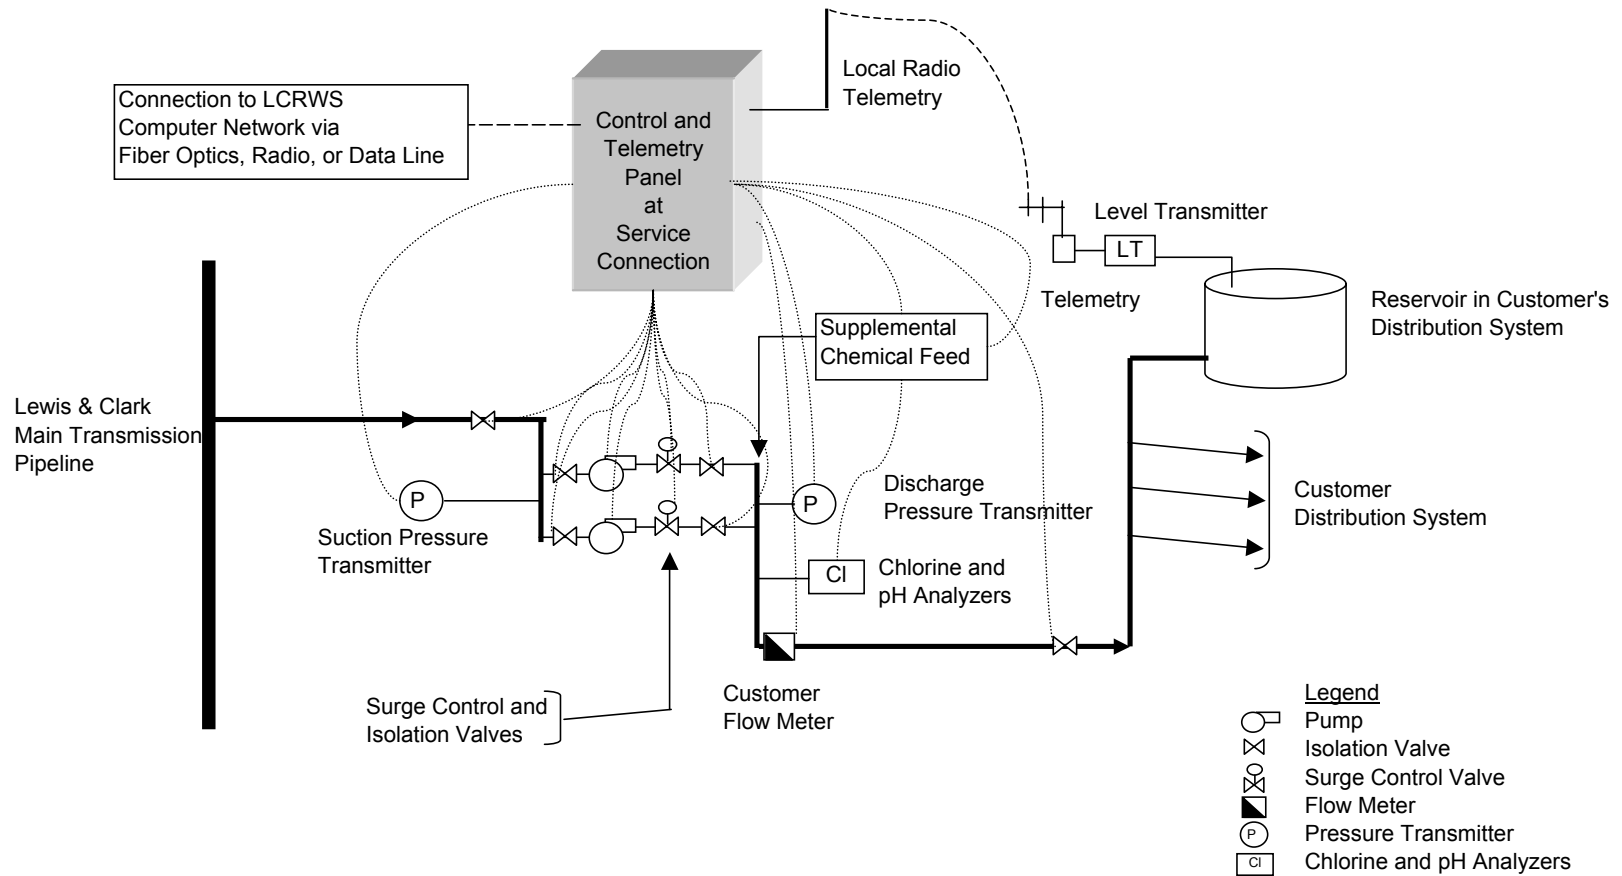 Local Radio
Telemetry
Connection to LCRWS
Computer Network via
Fiber Optics, Radio, or Data Line
Control and
Telemetry
Panel
at
Service
Connection
Level Transmitter
LT
Telemetry
Reservoir in Customer's
Distribution System
Supplemental
Chemical Feed
Lewis & Clark
Main Transmission
Pipeline
P
Suction Pressure
Transmitter
P
Discharge
Pressure Transmitter
Customer
Distribution System
Cl
Chlorine and
pH Analyzers
Surge Control and
Isolation Valves
Customer
Flow Meter
Legend
Pump
Isolation Valve
Surge Control Valve
Flow Meter
P
Pressure Transmitter
Cl
Chlorine and pH Analyzers